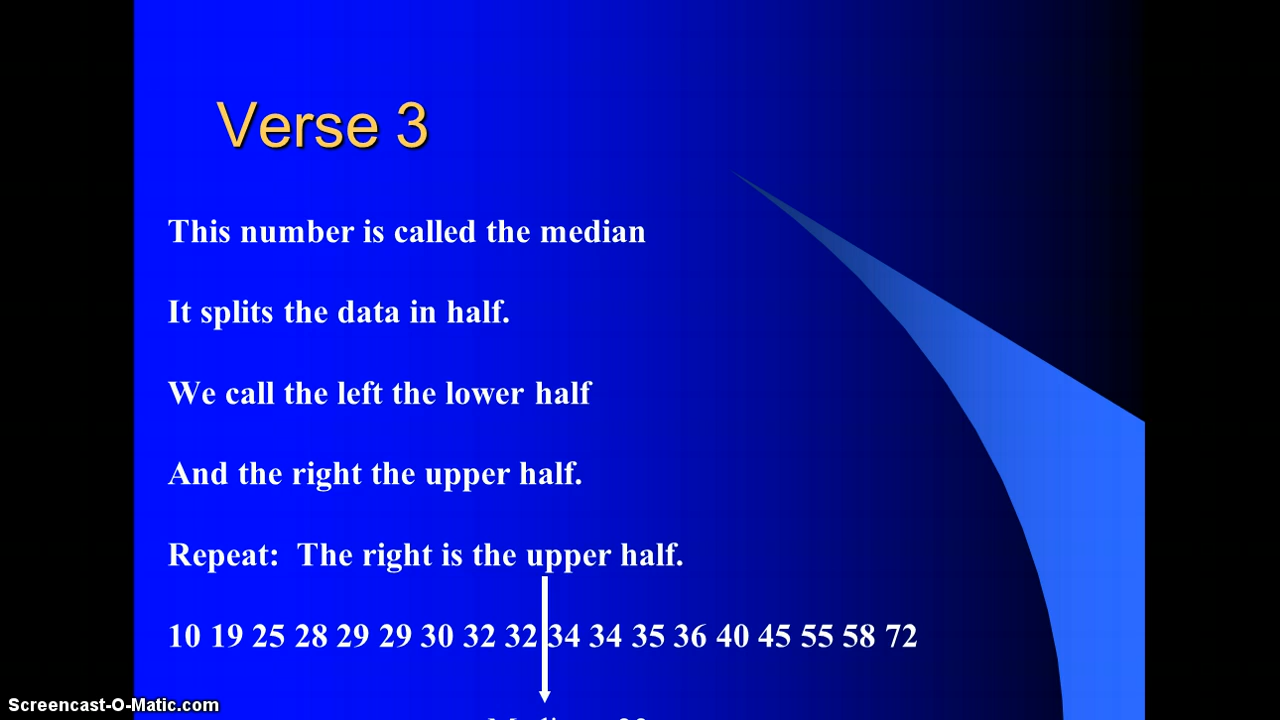 Verse 3
This number is called the median
It splits the data in half.
We call the left the lower half
And the right the upper half.
Repeat: The right is the upper half.
10 19 25 28 29 29 30 32 32 34 34 35 36 40 45 55 58 72
Screencast-O-Matic.com